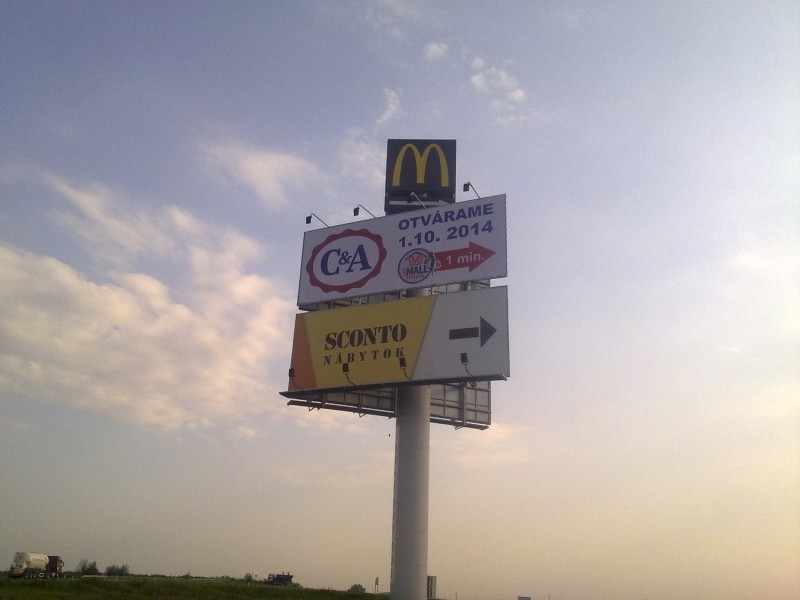 M
C&A
OTVÁRAME
1.10. 2014
MALL
1 min.
SCONTO
NÁBYTOK